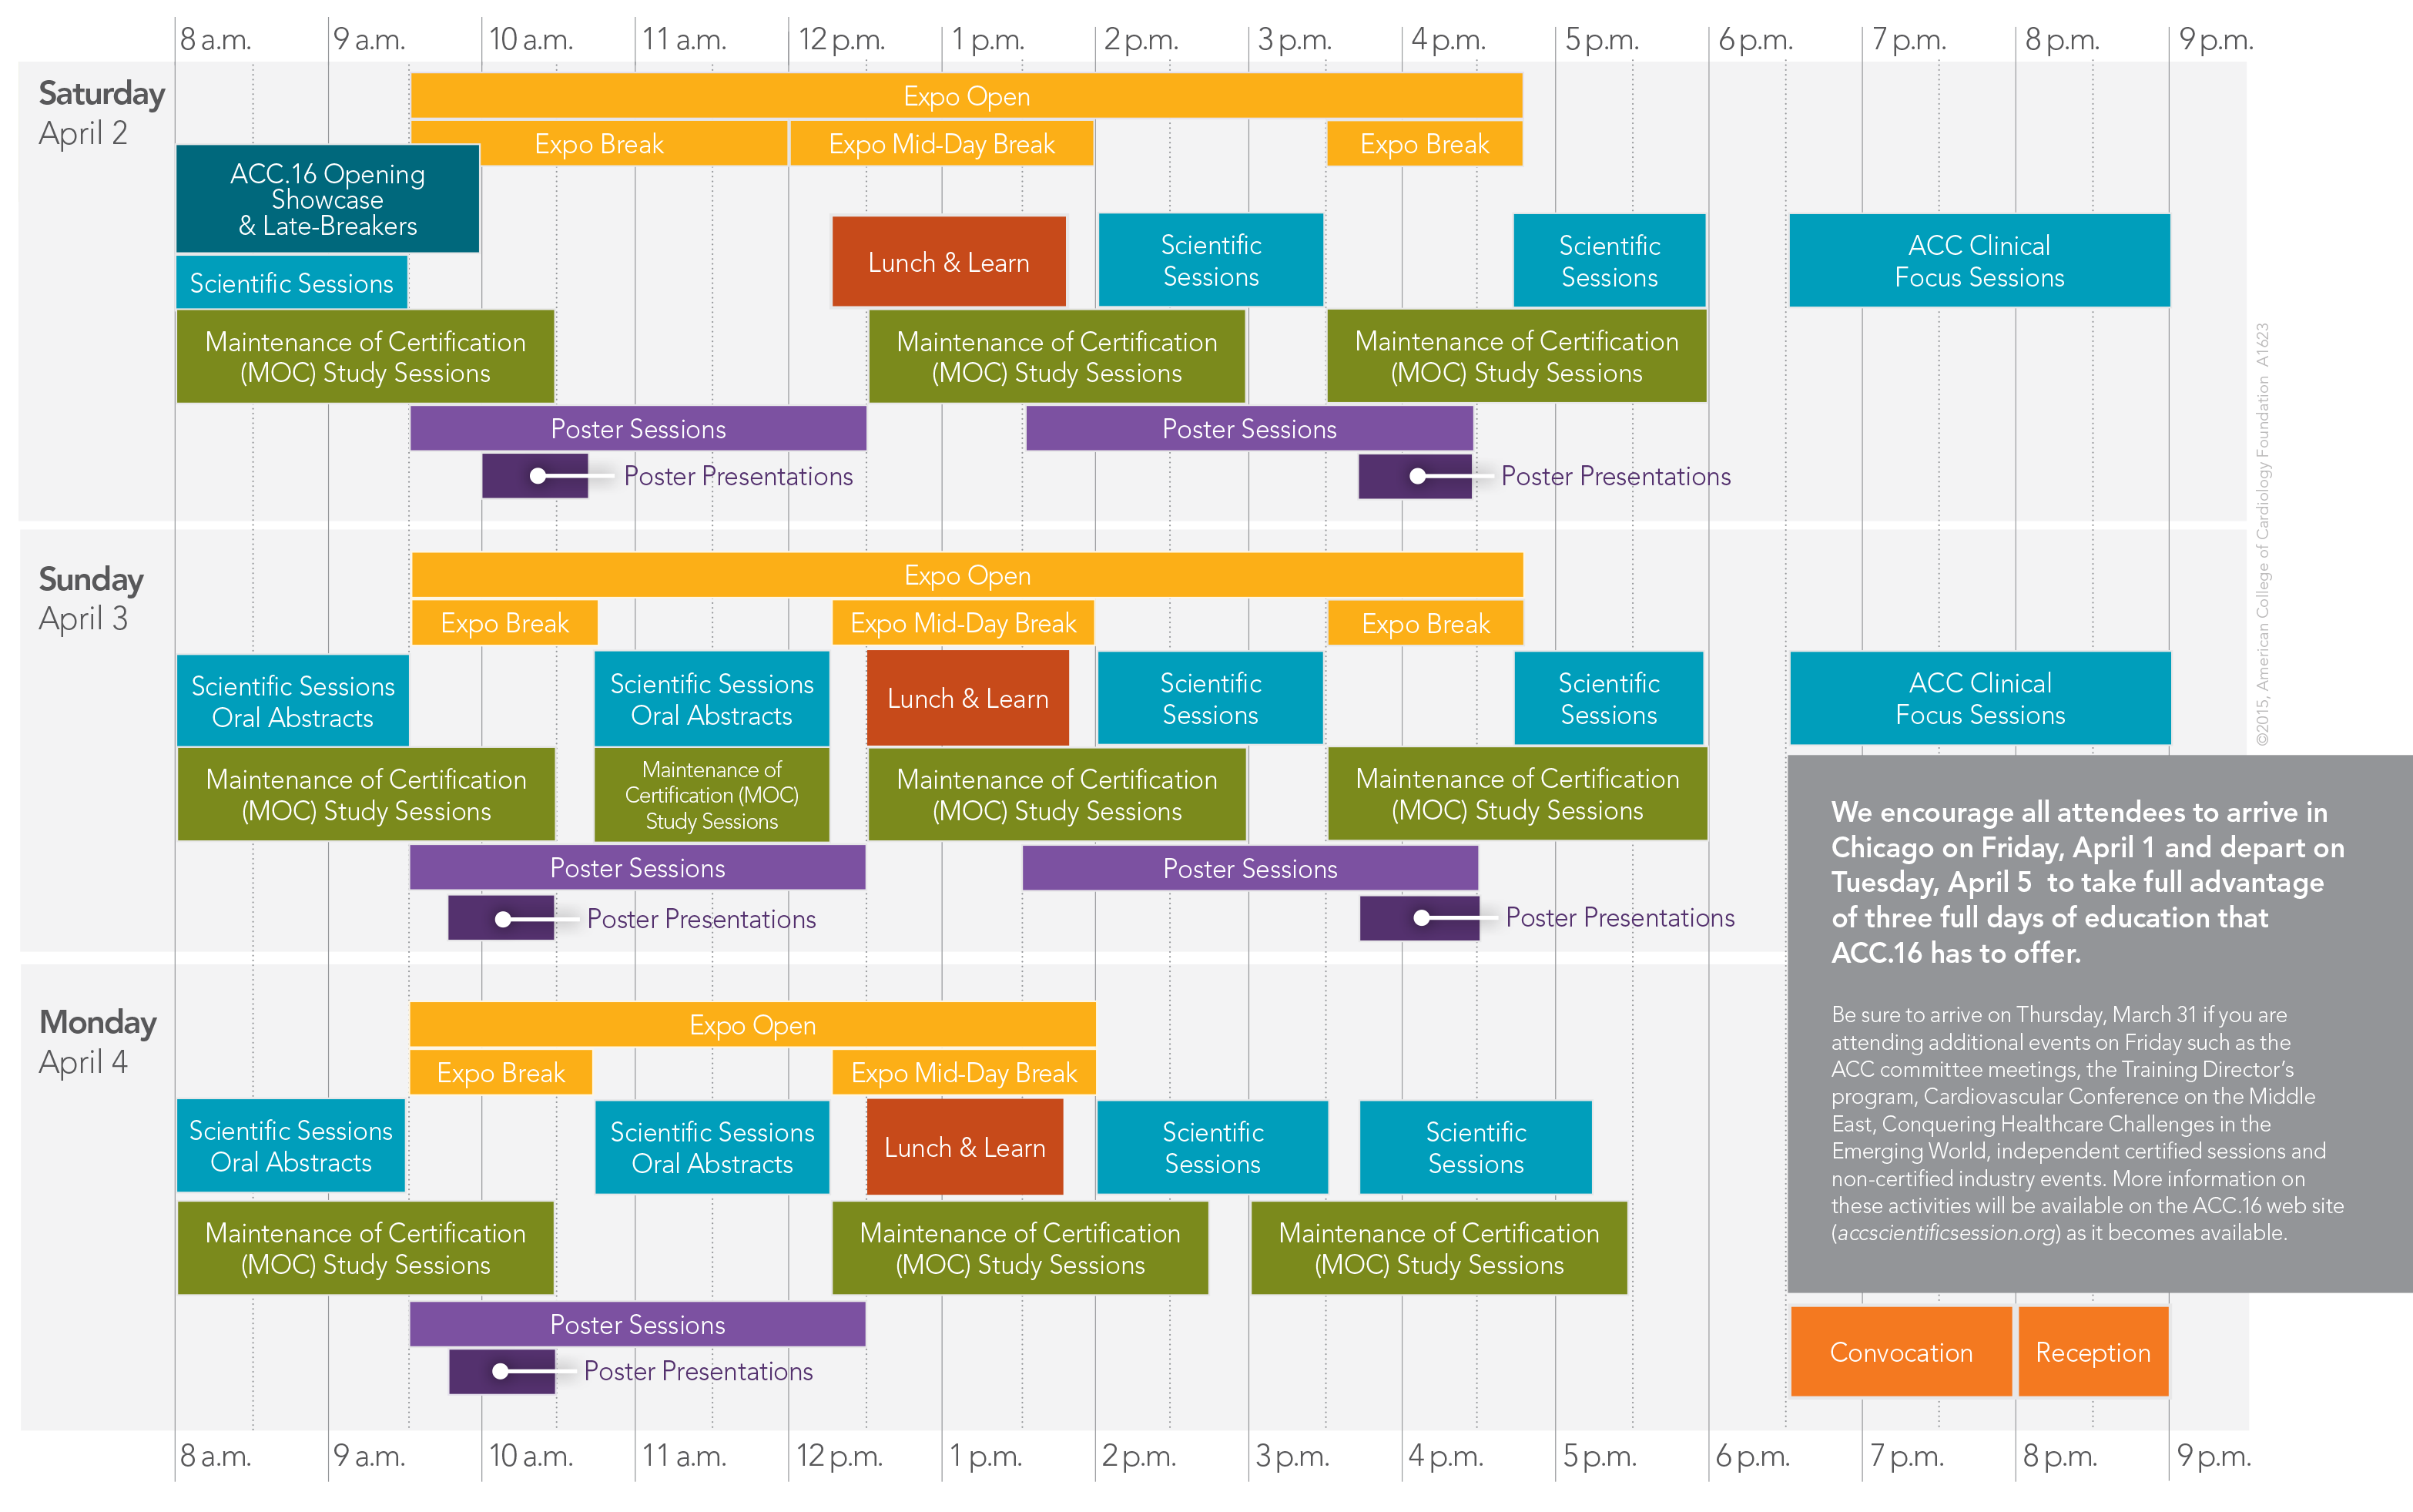 8 a.m. 9 a.m. 10 a.m. 11 a.m. 12 p.m. 1 p.m. 2 p.m. 3 p.m. 4 p.m. 5 p.m. 6 p.m. 7 p.m. 8 p.m. 9 p.m.
Saturday
April 2
Expo Open
Expo Break
Expo Mid-Day Break
Expo Break
ACC.16 Opening
Showcase
& Late-Breakers
Scientific Sessions
Lunch & Learn
Scientific
Sessions
Scientific
Sessions
ACC Clinical
Focus Sessions
Maintenance of Certification
(MOC) Study Sessions
Maintenance of Certification
(MOC) Study Sessions
Maintenance of Certification
(MOC) Study Sessions
Poster Sessions
Poster Sessions
Poster Presentations
Poster Presentations
Sunday
April 3
Expo Open
Expo Break
Expo Mid-Day Break
Expo Break
Scientific Sessions
Oral Abstracts
Scientific Sessions
Oral Abstracts
Lunch & Learn
Scientific
Sessions
Scientific
Sessions
ACC Clinical
Focus Sessions
Maintenance of Certification
(MOC) Study Sessions
Maintenance of
Certification (MOC)
Study Sessions
Maintenance of Certification
(MOC) Study Sessions
Maintenance of Certification
(MOC) Study Sessions
Poster Sessions
Poster Sessions
Poster Presentations
Poster Presentations
Monday
April 4
Expo Open
Expo Break
Expo Mid-Day Break
Scientific Sessions
Oral Abstracts
Scientific Sessions
Oral Abstracts
Lunch & Learn
Scientific
Sessions
Scientific
Sessions
Maintenance of Certification
(MOC) Study Sessions
Maintenance of Certification
(MOC) Study Sessions
Maintenance of Certification
(MOC) Study Sessions
Poster Sessions
Poster Presentations
Convocation
Reception
8 a.m. 9 a.m. 10 a.m. 11 a.m. 12 p.m. 1 p.m. 2 p.m. 3 p.m. 4 p.m. 5 p.m. 6 p.m. 7 p.m. 8 p.m. 9 p.m.
We encourage all attendees to arrive in
Chicago on Friday, April 1 and depart on
Tuesday, April 5 to take full advantage
of three full days of education that
ACC.16 has to offer.
Be sure to arrive on Thursday, March 31 if you are
attending additional events on Friday such as the
ACC committee meetings, the Training Director's
program, Cardiovascular Conference on the Middle
East, Conquering Healthcare Challenges in the
Emerging World, independent certified sessions and
non-certified industry events. More information on
these activities will be available on the ACC.16 web site
(accscientificsession.org) as it becomes available.
©2015, American College of Cardiology Foundation A1623